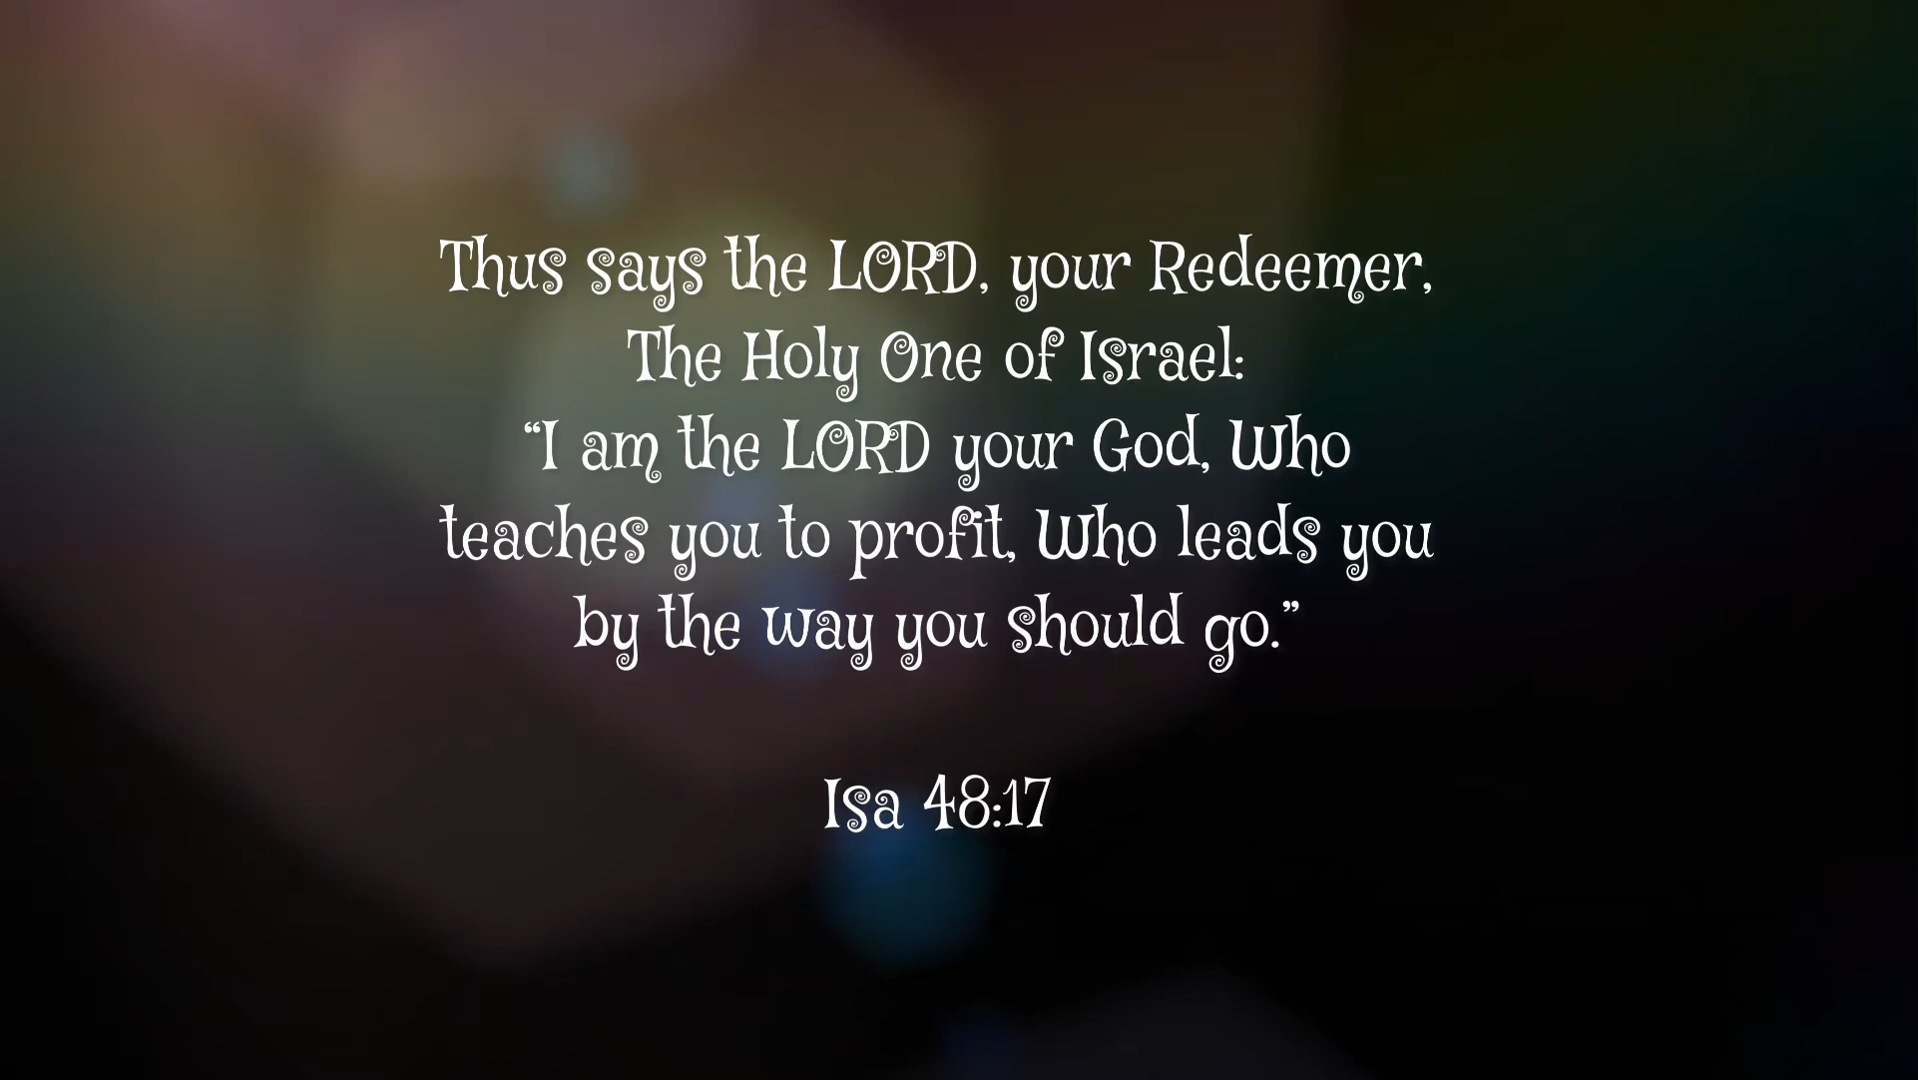 Thus says the LORD, your Redeemer,
The Holy One of Israel:
“I am the LORD your God, Who
teaches you to profit, Who leads you
by the way you should go.”
Isa 48:17